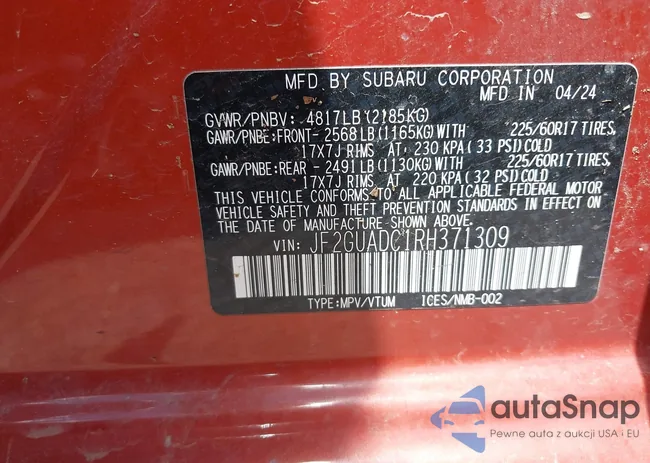 MFD BY SUBARU CORPORATION
MFD IN 04/24
GVWR/PNBV: 4817LB(2185KG)
GAWR/PNBE:FRONT-2568LB(1165KG)WITH 225/60R17 TIRES,
17X7J RIMS AT 230 KPA (33 PSI)COLD
GAWR/PNBE:REAR -2491LB(1130KG)WITH 225/60R17 TIRES,
17X7J RIMS AT 220 KPA (32 PSI)COLD
THIS VEHICLE CONFORMS TO ALL APPLICABLE FEDERAL MOTOR
VEHICLE SAFETY AND THEFT PREVENTION STANDARDS IN EFFECT ON
THE DATE OF MANUFACTURE SHOWN ABOVE.
VIN: JF2GUADC1RH371309
TYPE:MPV/VTUM ICES/NMB-002
autaSnap
Pewne auta z aukcji USA i EU